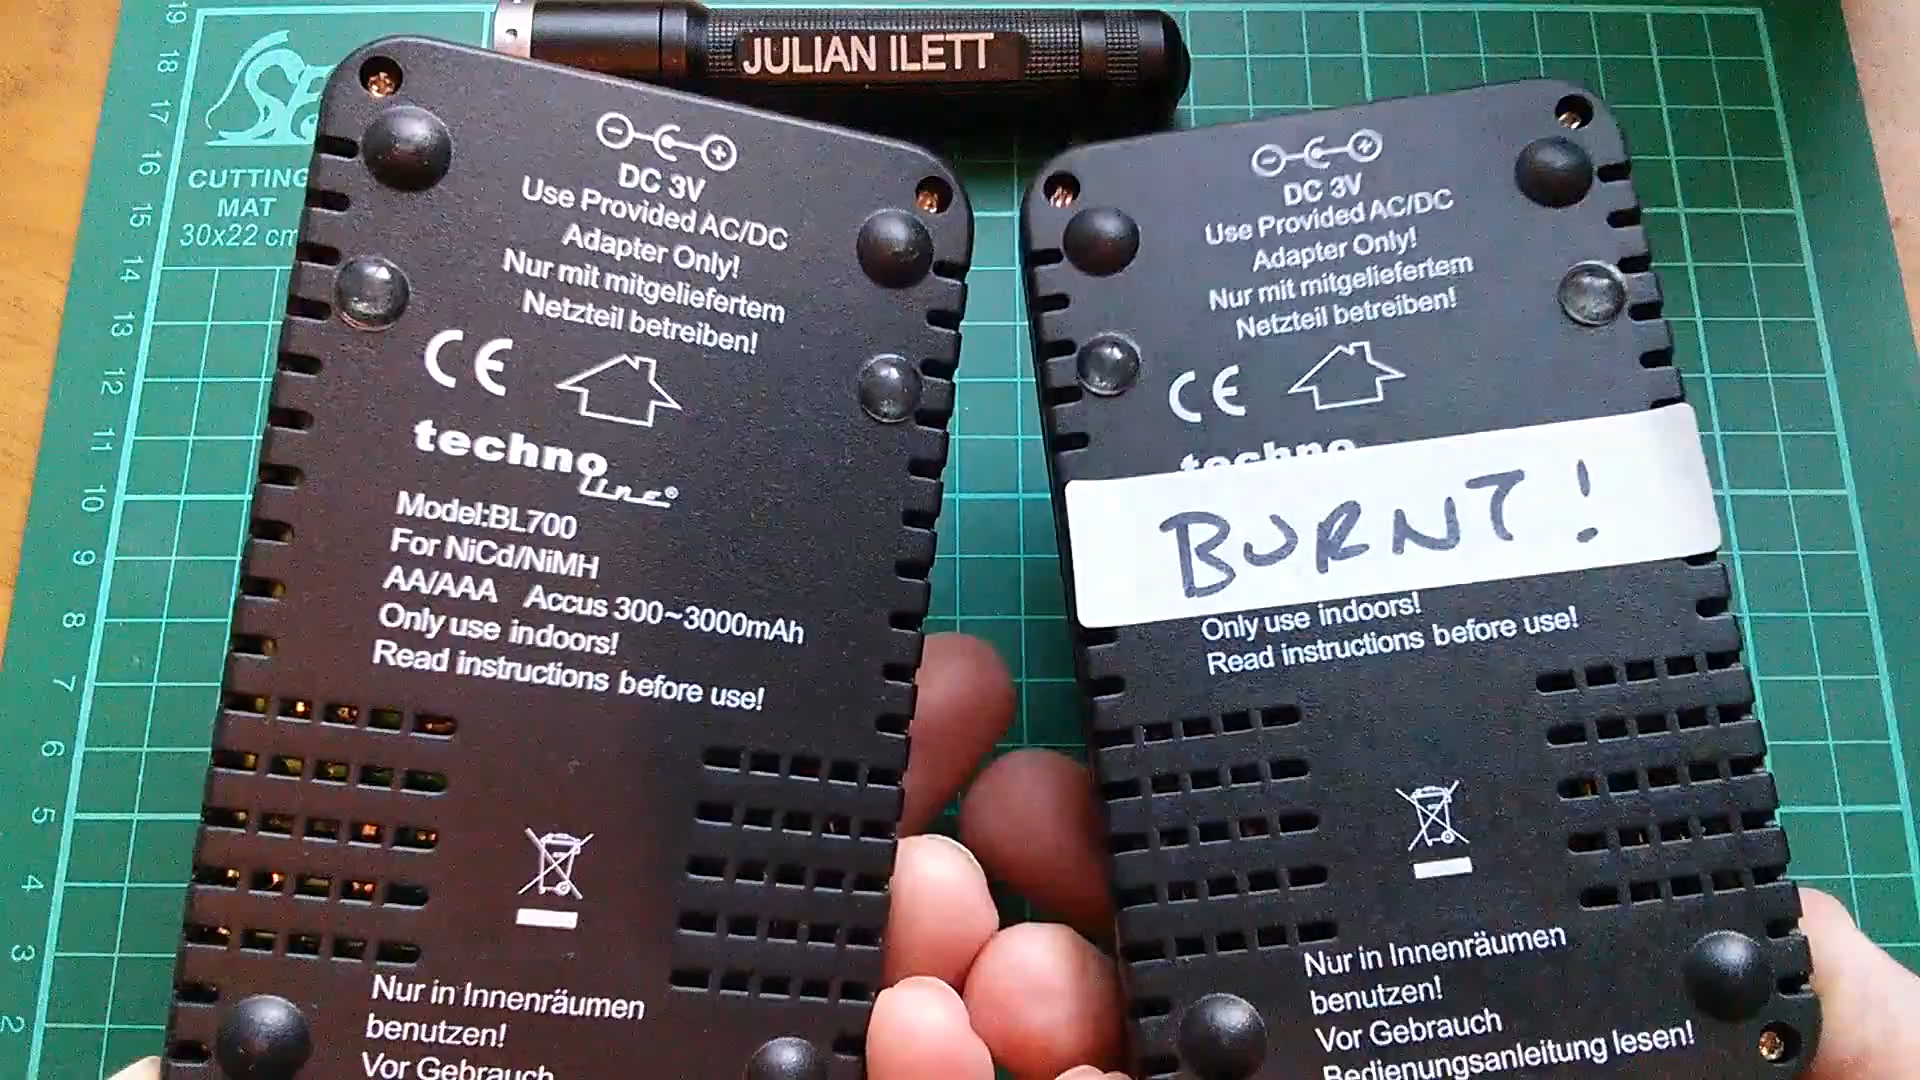 JULIAN ILETT
CUTTING
MAT
30x22 cm
19
18
17
16
15
14
13
12
11
10
9
8
7
6
5
4
3
2
DC 3V
Use Provided AC/DC
Adapter Only!
Nur mit mitgeliefertem
Netzteil betreiben!
CE
techno
line®
Model:BL700
For NiCd/NiMH
AA/AAA Accus 300~3000mAh
Only use indoors!
Read instructions before use!
Nur in Innenräumen
benutzen!
Vor Gebrauch
DC 3V
Use Provided AC/DC
Adapter Only!
Nur mit mitgeliefertem
Netzteil betreiben!
CE
techno
BURNT!
Only use indoors!
Read instructions before use!
Nur in Innenräumen
benutzen!
Vor Gebrauch
Bedienungsanleitung lesen!